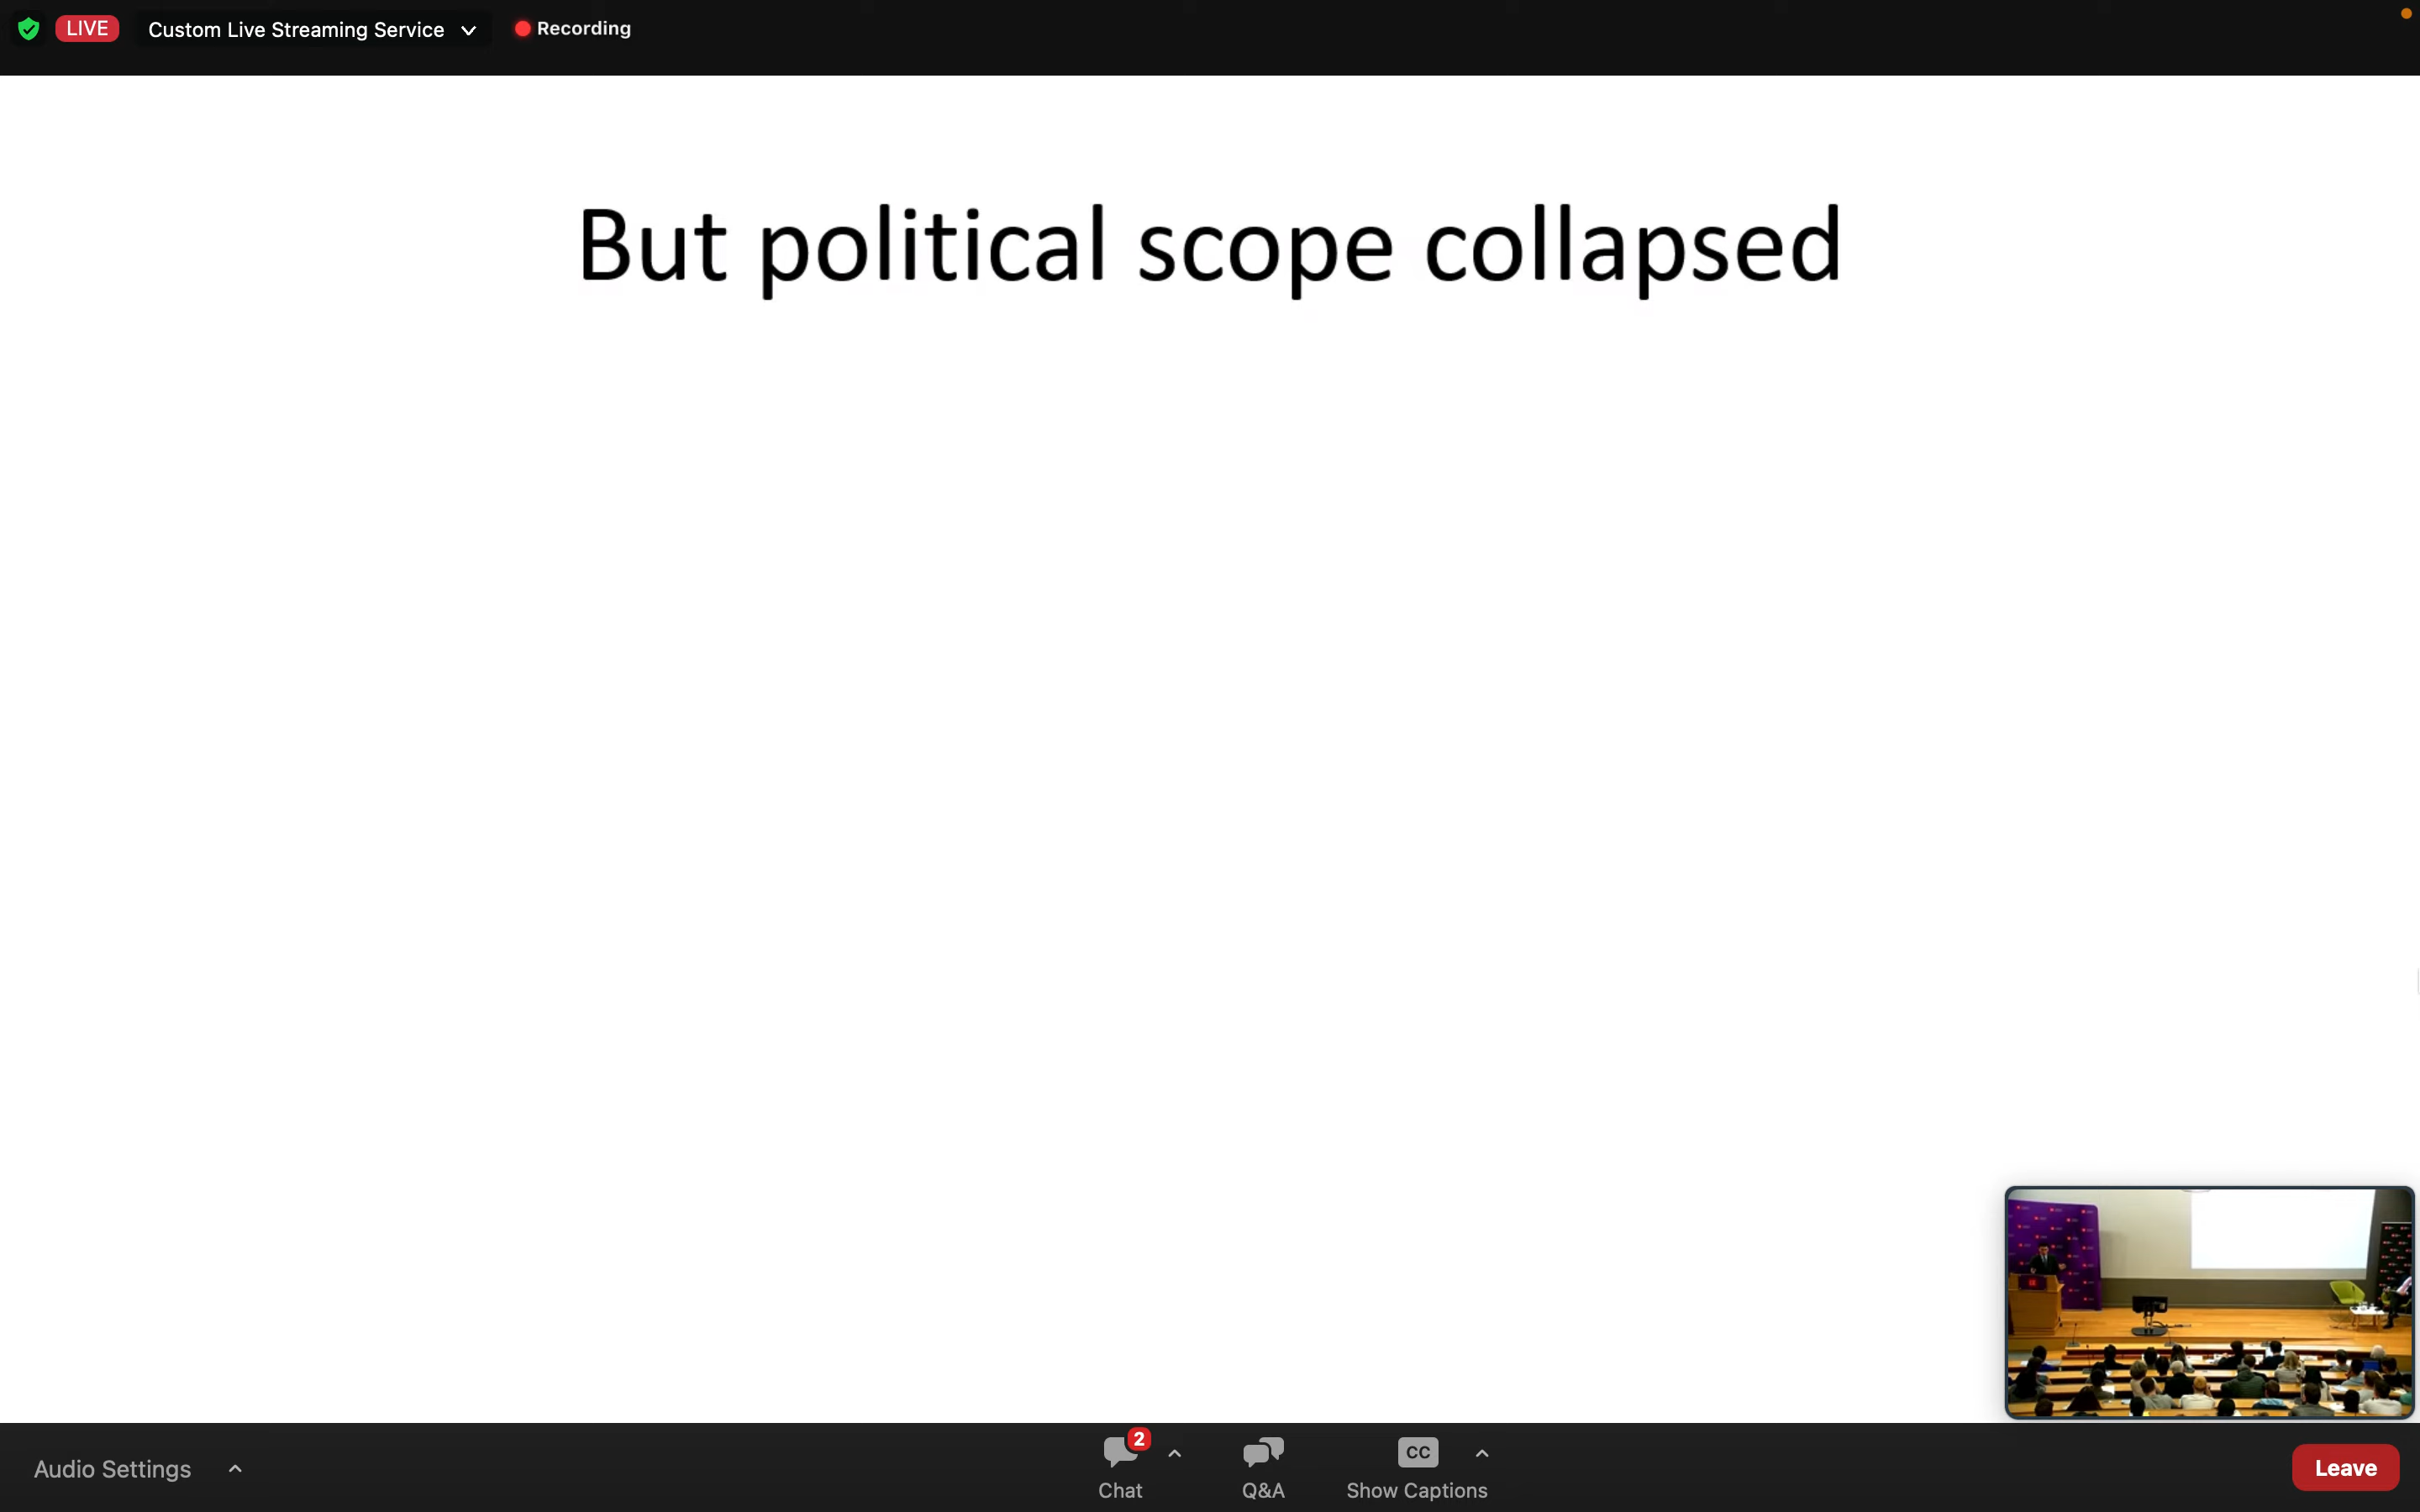 LIVE Custom Live Streaming Service Recording
But political scope collapsed
Audio Settings
2
CC
Chat Q&A Show Captions Leave